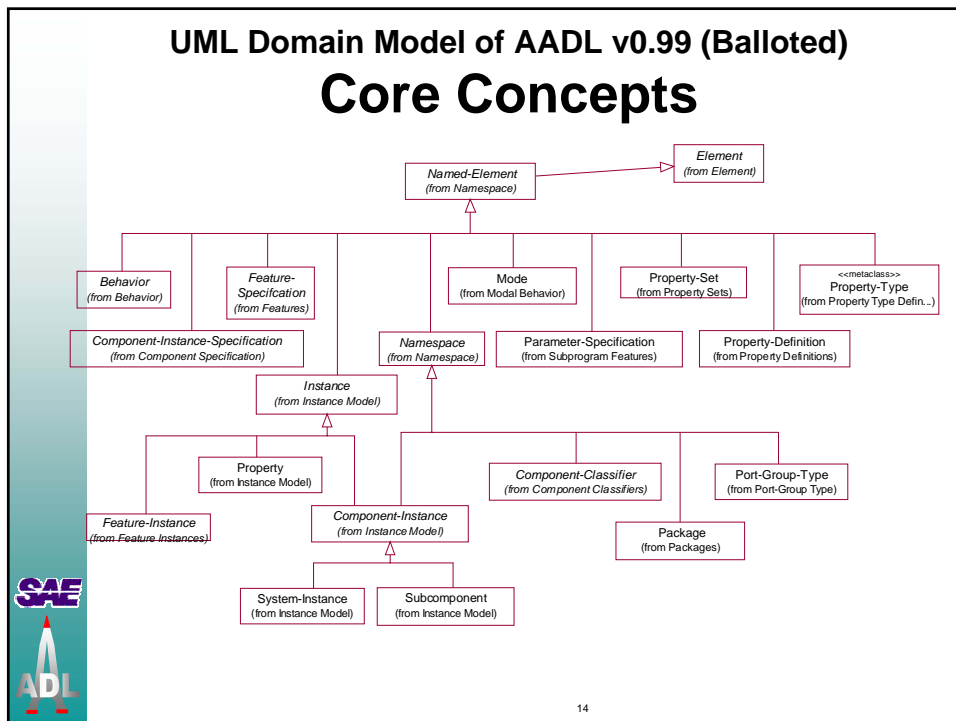 UML Domain Model of AADL v0.99 (Balloted)
Core Concepts
Element
(from Element)
Named-Element
(from Namespace)
Behavior
(from Behavior)
Feature-
Specifcation
(from Features)
Mode
(from Modal Behavior)
Property-Set
(from Property Sets)
<<metaclass>>
Property-Type
(from Property Type Defin...)
Component-Instance-Specification
(from Component Specification)
Namespace
(from Namespace)
Parameter-Specification
(from Subprogram Features)
Property-Definition
(from Property Definitions)
Instance
(from Instance Model)
Property
(from Instance Model)
Component-Classifier
(from Component Classifiers)
Port-Group-Type
(from Port-Group Type)
Feature-Instance
(from Feature Instances)
Component-Instance
(from Instance Model)
Package
(from Packages)
System-Instance
(from Instance Model)
Subcomponent
(from Instance Model)
SAE
ADL
14